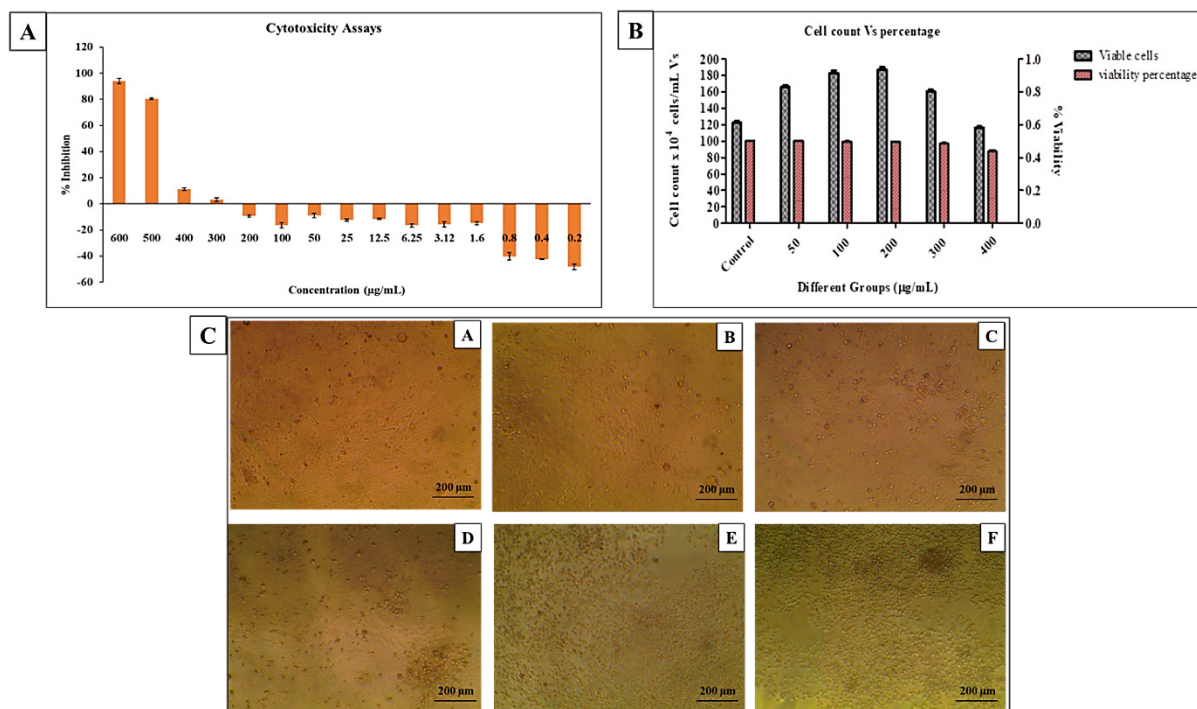 A
Cytotoxicity Assays
120
100
80
60
40
20
0
-20
-40
-60
% Inhibition
600 500 400 300 200 100 50 25 12.5 6.25 3.12 1.6 0.8 0.4 0.2
Concentration (µg/mL)
B
Cell count Vs percentage
Viable cells
viability percentage
Cell count x 10⁴ cells/mL Vs
200
180
160
140
120
100
80
60
40
20
0
1.0
0.8
0.6
0.4
0.2
0.0
% Viability
Control 50 100 200 300 400
Different Groups (µg/mL)
C
A
200 µm
B
200 µm
C
200 µm
D
200 µm
E
200 µm
F
200 µm